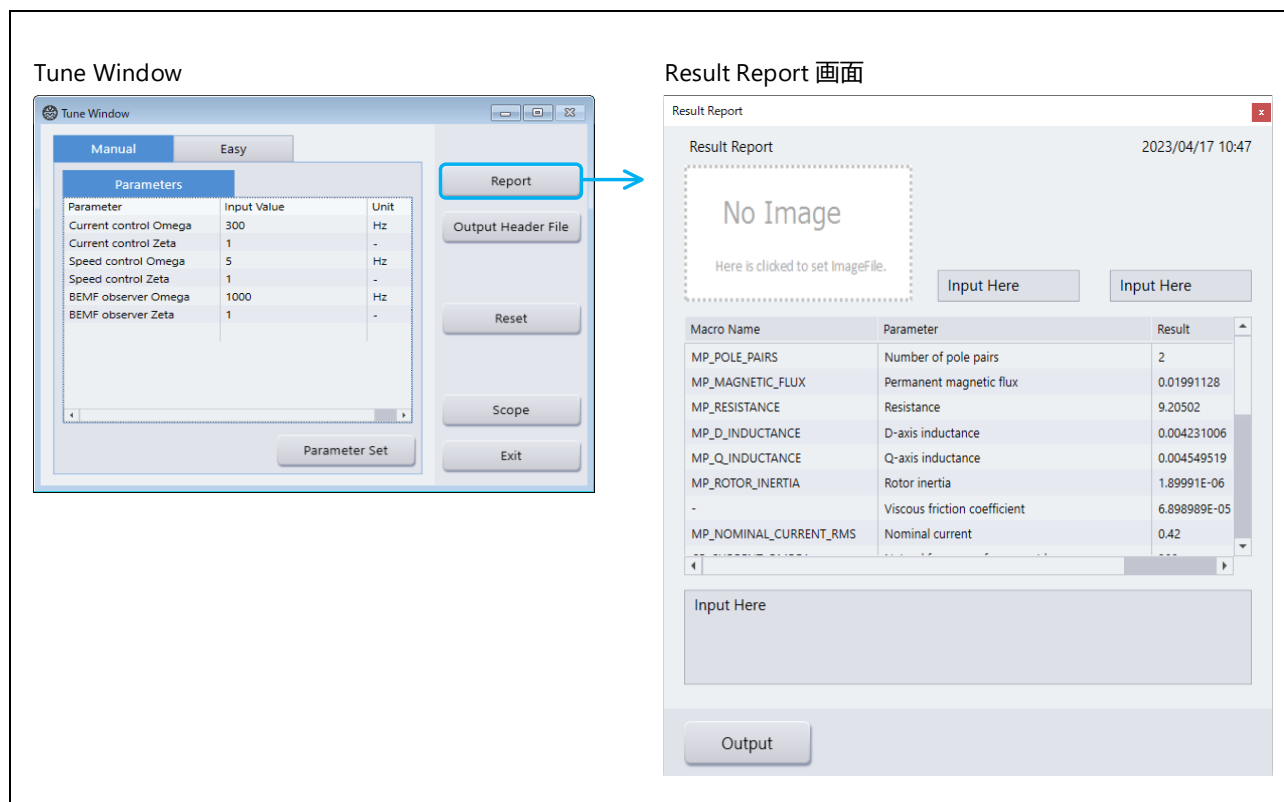 Tune Window
Tune Window
Manual
Easy
Parameters
Parameter Input Value Unit
Current control Omega 300 Hz
Current control Zeta 1 -
Speed control Omega 5 Hz
Speed control Zeta 1 -
BEMF observer Omega 1000 Hz
BEMF observer Zeta 1 -
Parameter Set
Report
Output Header File
Reset
Scope
Exit
Result Report 画面
Result Report
x
Result Report 2023/04/17 10:47
No Image
Here is clicked to set ImageFile.
Input Here
Input Here
Macro Name Parameter Result
MP_POLE_PAIRS Number of pole pairs 2
MP_MAGNETIC_FLUX Permanent magnetic flux 0.01991128
MP_RESISTANCE Resistance 9.20502
MP_D_INDUCTANCE D-axis inductance 0.004231006
MP_Q_INDUCTANCE Q-axis inductance 0.004549519
MP_ROTOR_INERTIA Rotor inertia 1.89991E-06
- Viscous friction coefficient 6.898989E-05
MP_NOMINAL_CURRENT_RMS Nominal current 0.42
Input Here
Output